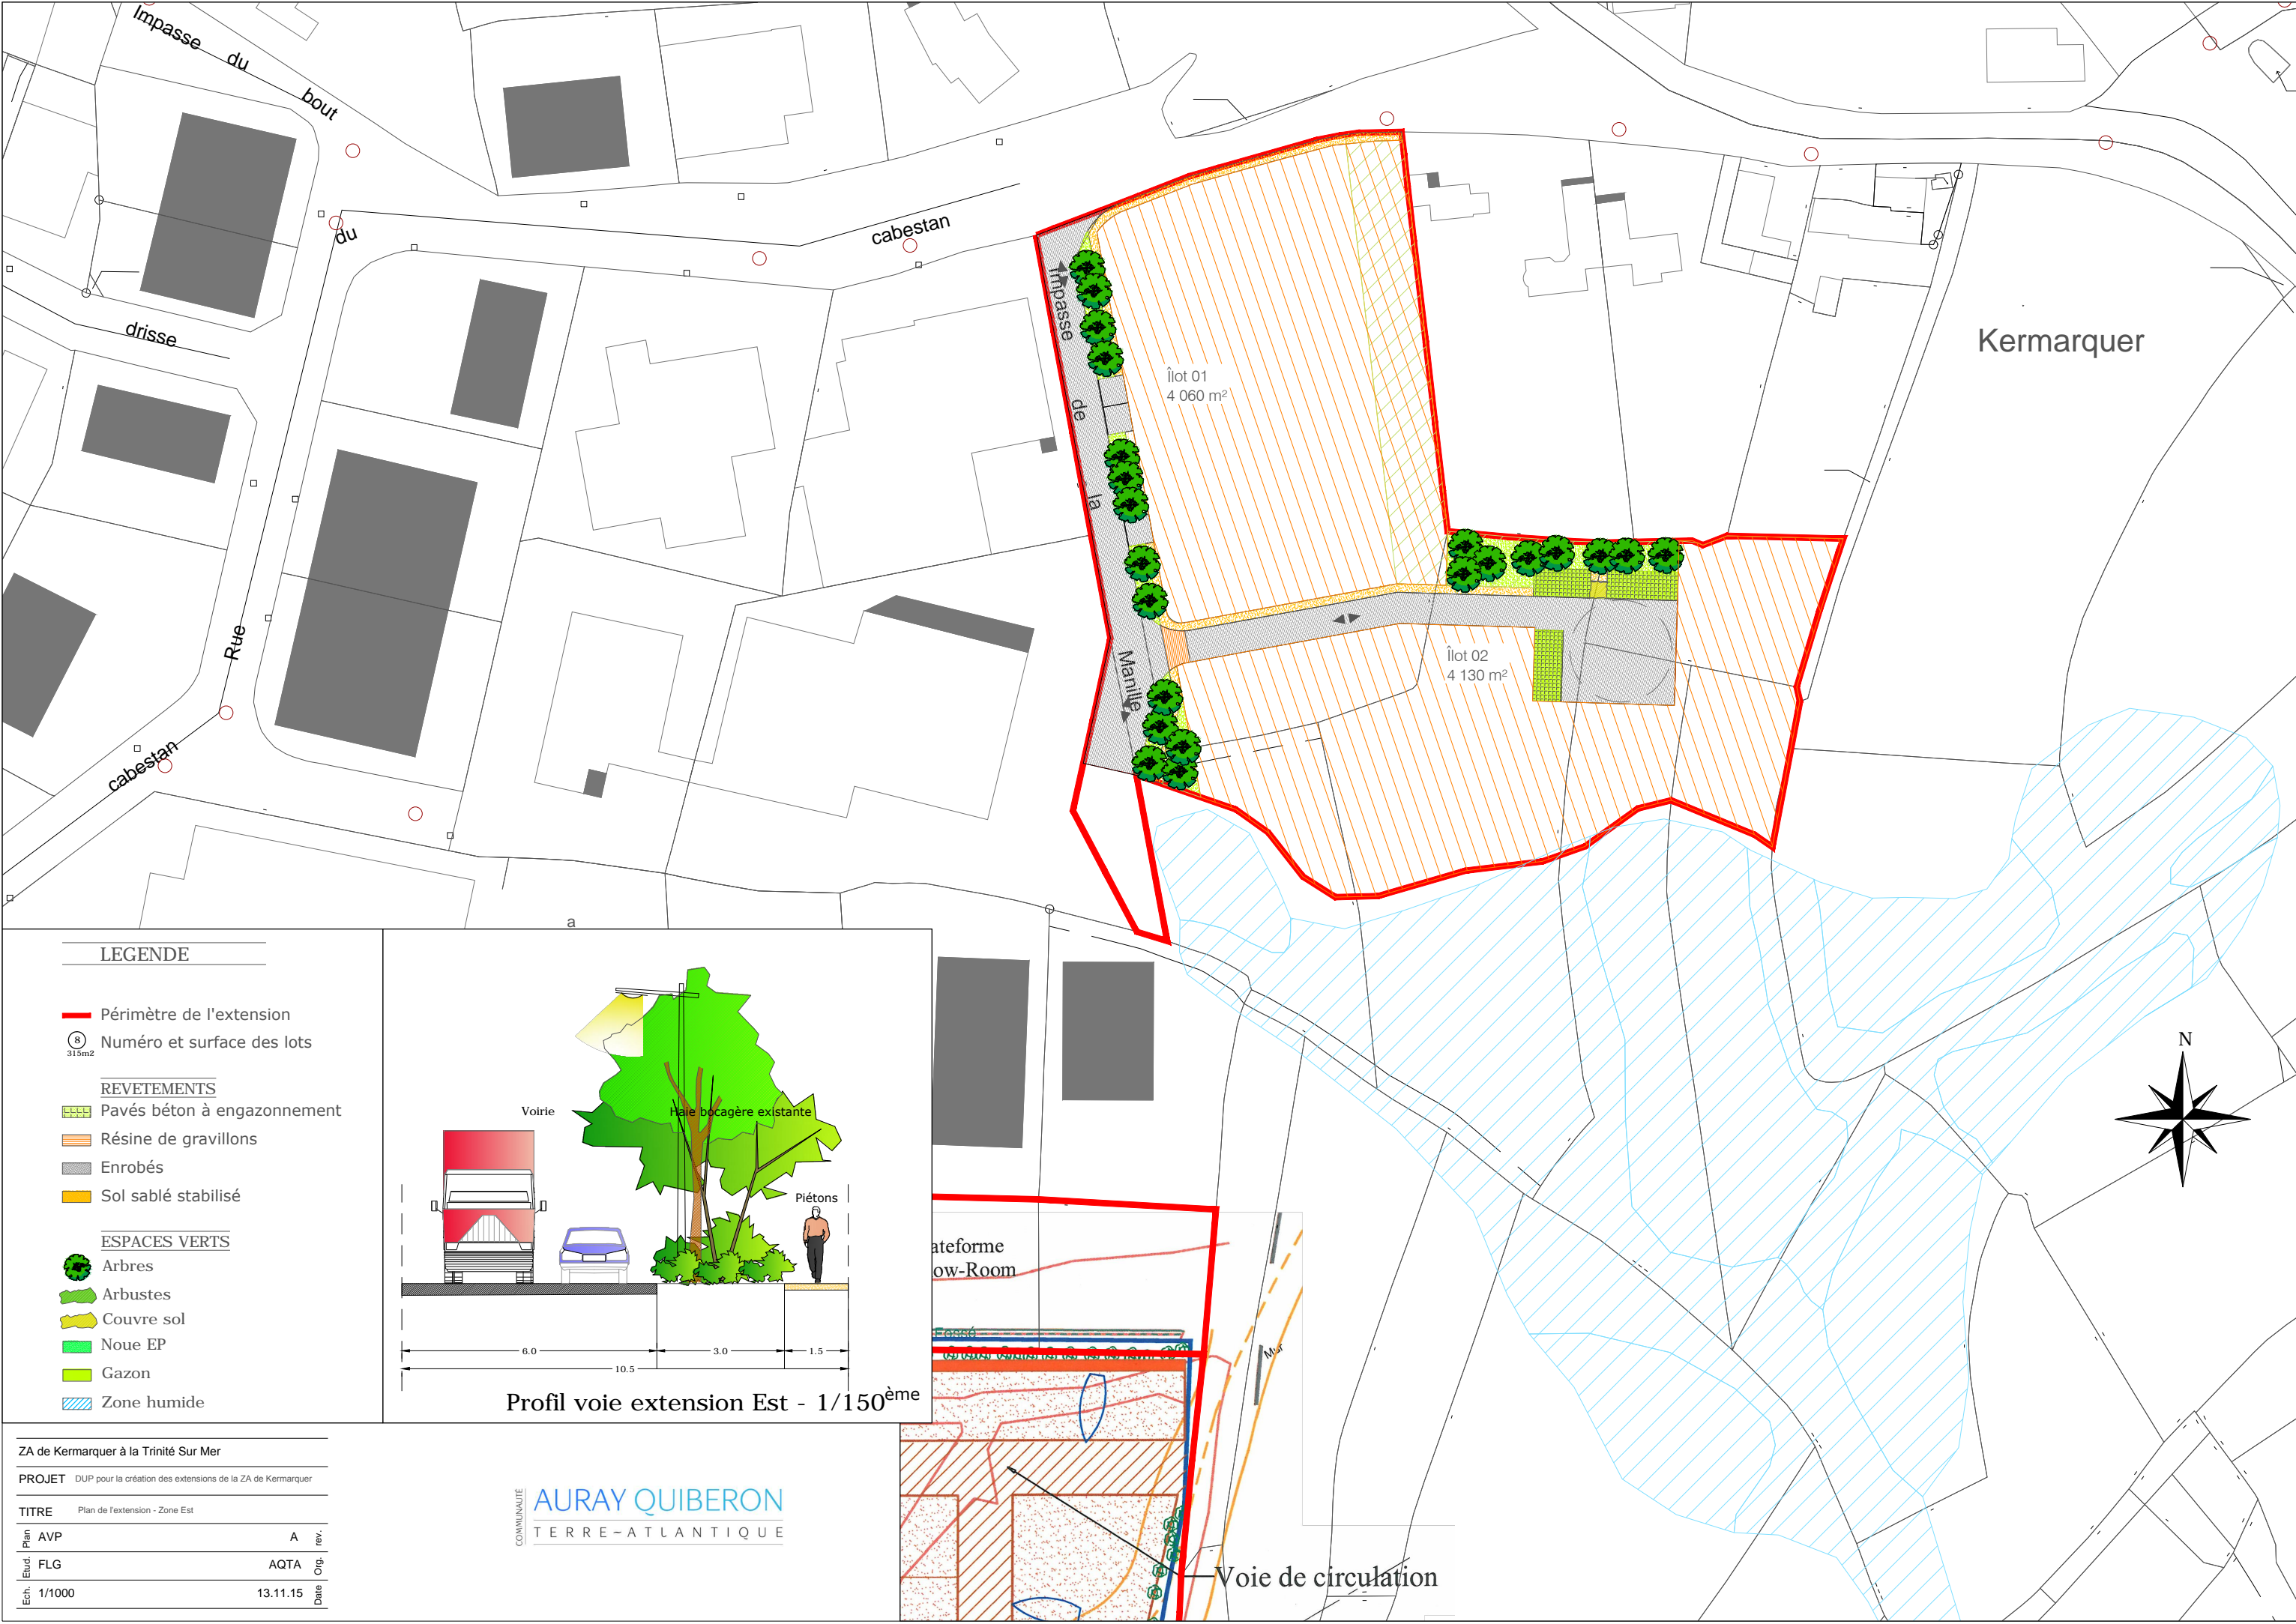 Impasse du bout
du
cabestan
drisse
Rue
cabestan
Impasse de la Manille
Îlot 01
4 060 m²
Îlot 02
4 130 m²
Kermarquer
a
LEGENDE
Périmètre de l'extension
8
315m2
Numéro et surface des lots
REVETEMENTS
Pavés béton à engazonnement
Résine de gravillons
Enrobés
Sol sablé stabilisé
ESPACES VERTS
Arbres
Arbustes
Couvre sol
Noue EP
Gazon
Zone humide
Voirie
Haie bocagère existante
Piétons
6.0
3.0
1.5
10.5
Profil voie extension Est - 1/150ème
N
ateforme
ow-Room
Fossé
Mur
Voie de circulation
ZA de Kermarquer à la Trinité Sur Mer
PROJET DUP pour la création des extensions de la ZA de Kermarquer
TITRE Plan de l'extension - Zone Est
Plan AVP A rev.
Etud. FLG AQTA Org.
Ech. 1/1000 13.11.15 Date
COMMUNAUTÉ
AURAY QUIBERON
TERRE~ATLANTIQUE